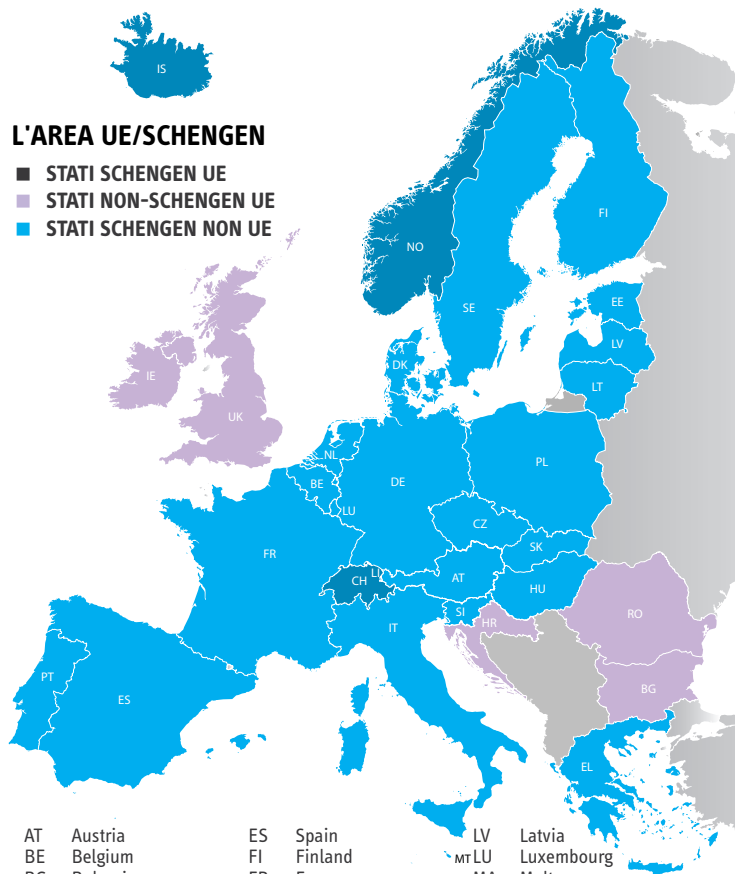 IS
L'AREA UE/SCHENGEN
STATI SCHENGEN UE
STATI NON-SCHENGEN UE
STATI SCHENGEN NON UE
NO
FI
SE
EE
LV
LT
DK
IE
UK
NL
BE
LU
DE
PL
CZ
SK
FR
CH
LI
AT
HU
SI
HR
RO
IT
PT
ES
BG
EL
AT Austria ES Spain LV Latvia
BE Belgium FI Finland MT LU Luxembourg